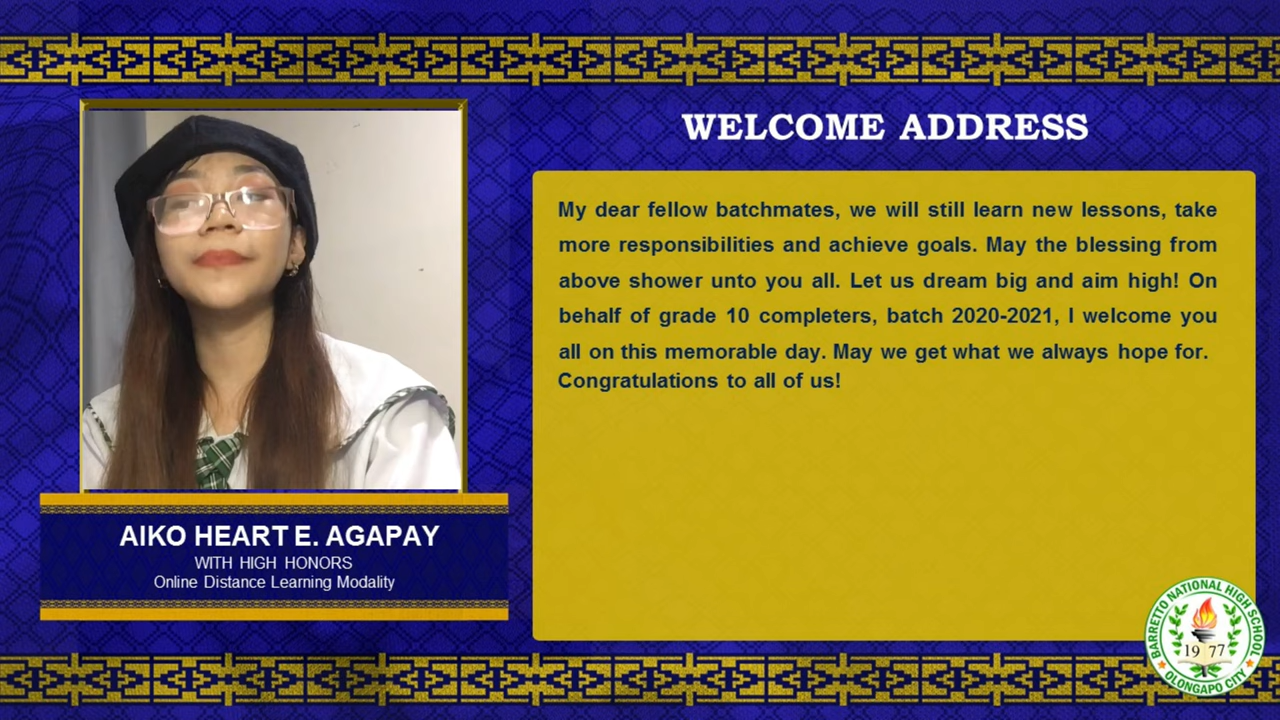 WELCOME ADDRESS
My dear fellow batchmates, we will still learn new lessons, take
more responsibilities and achieve goals. May the blessing from
above shower unto you all. Let us dream big and aim high! On
behalf of grade 10 completers, batch 2020-2021, I welcome you
all on this memorable day. May we get what we always hope for.
Congratulations to all of us!
AIKO HEART E. AGAPAY
WITH HIGH HONORS
Online Distance Learning Modality
BARRETTO NATIONAL HIGH SCHOOL
19 77
OLONGAPO CITY